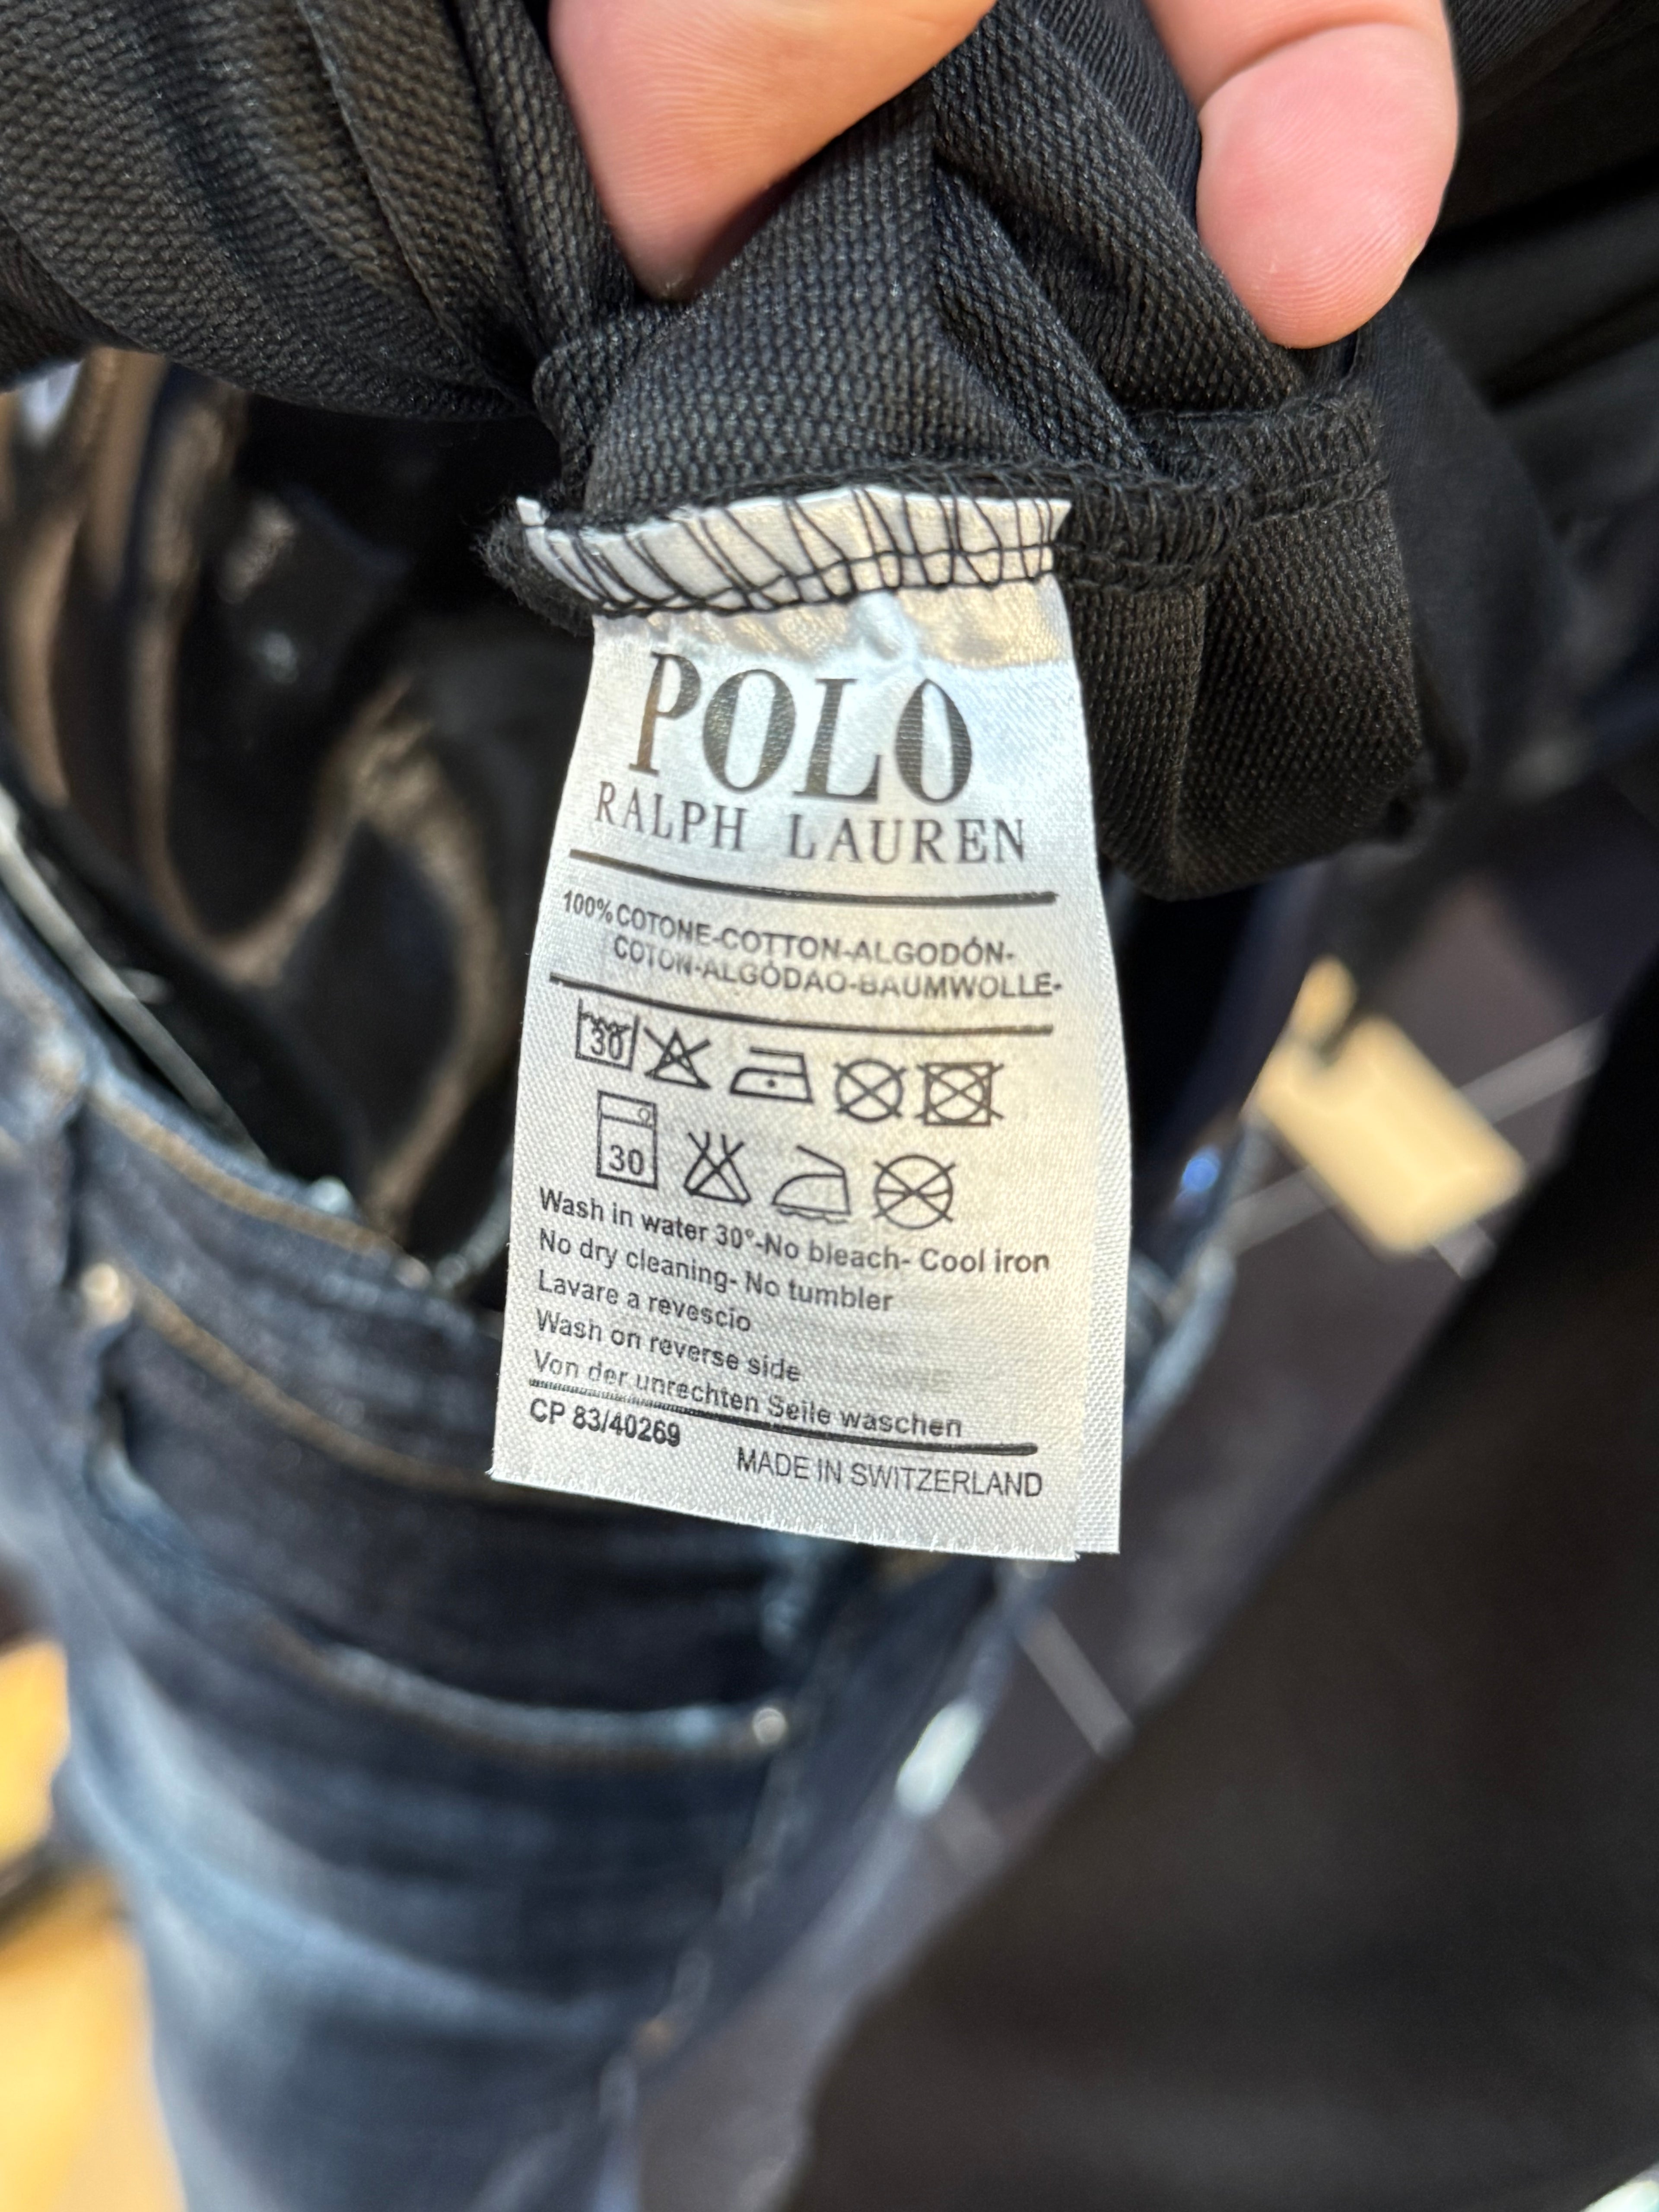 POLO
RALPH LAUREN
100% COTONE-COTTON-ALGODÓN-
COTON-ALGÓDAO-BAUMWOLLE-
30
30
Wash in water 30°-No bleach- Cool iron
No dry cleaning- No tumbler
Lavare a revescio
Wash on reverse side
Von der unrechten Seile waschen
CP 83/40269
MADE IN SWITZERLAND